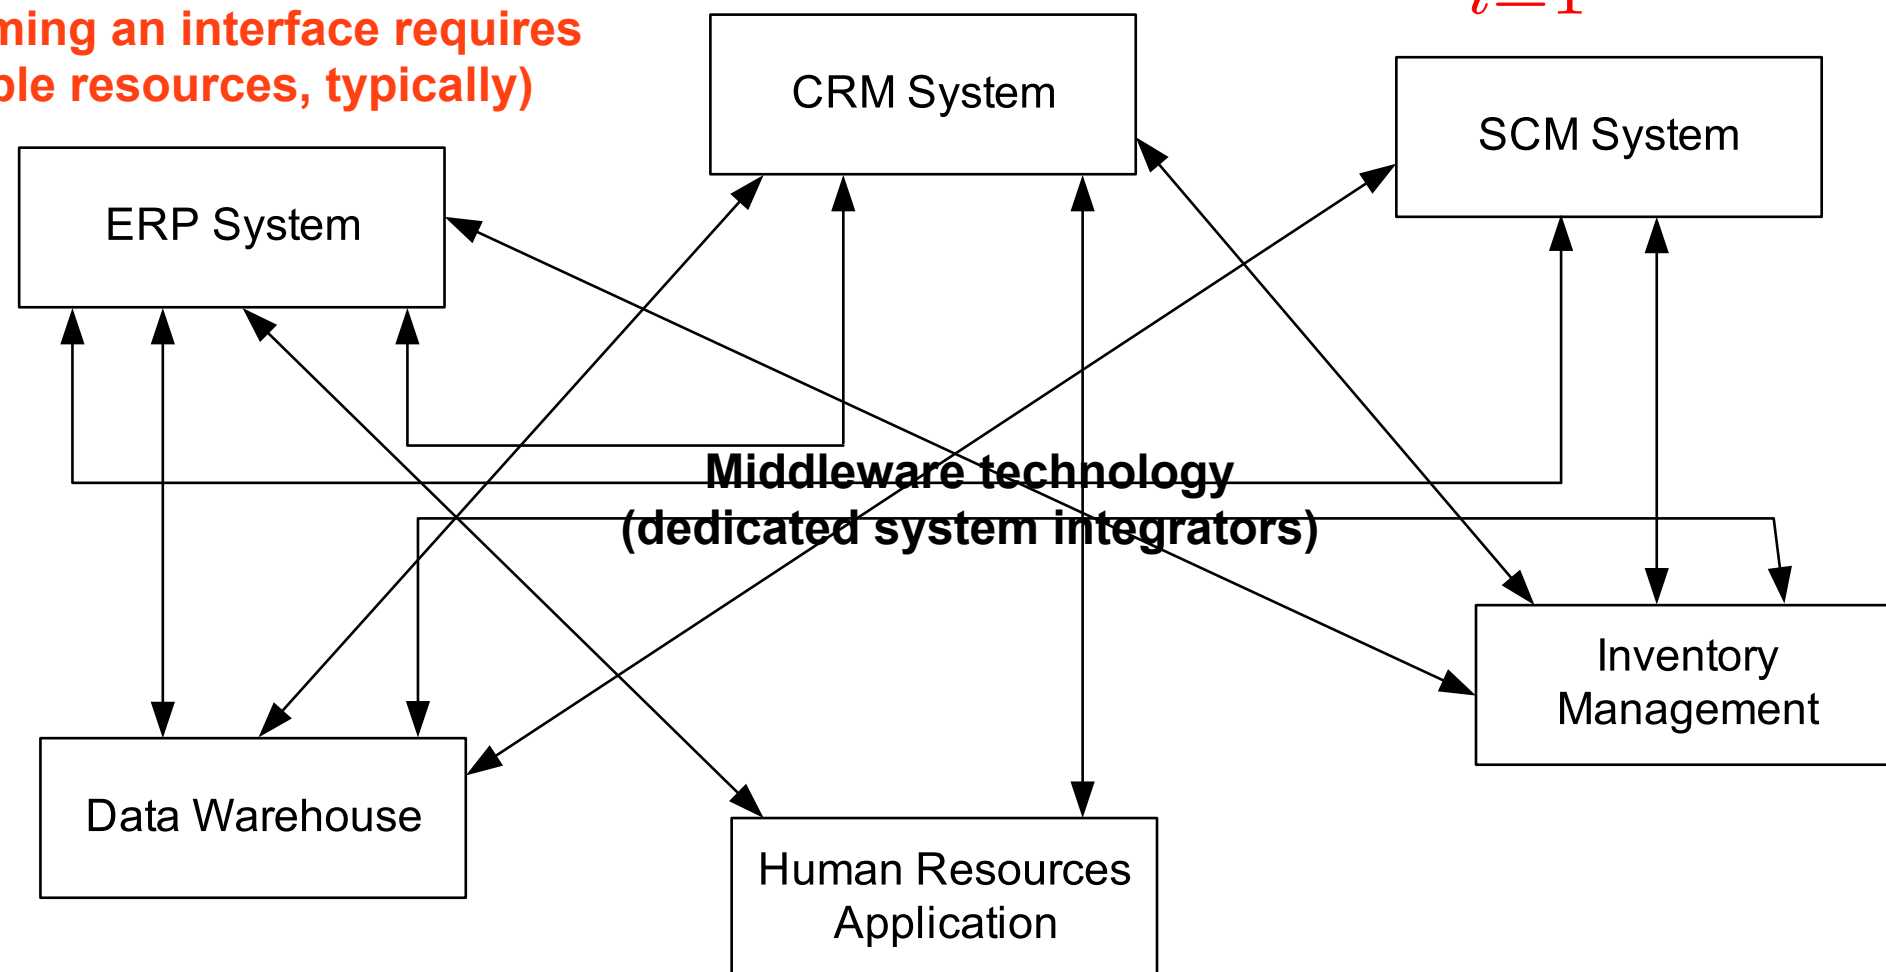 ming an interface requires
ble resources, typically)
i=1
CRM System
SCM System
ERP System
Middleware technology
(dedicated system integrators)
Inventory
Management
Data Warehouse
Human Resources
Application